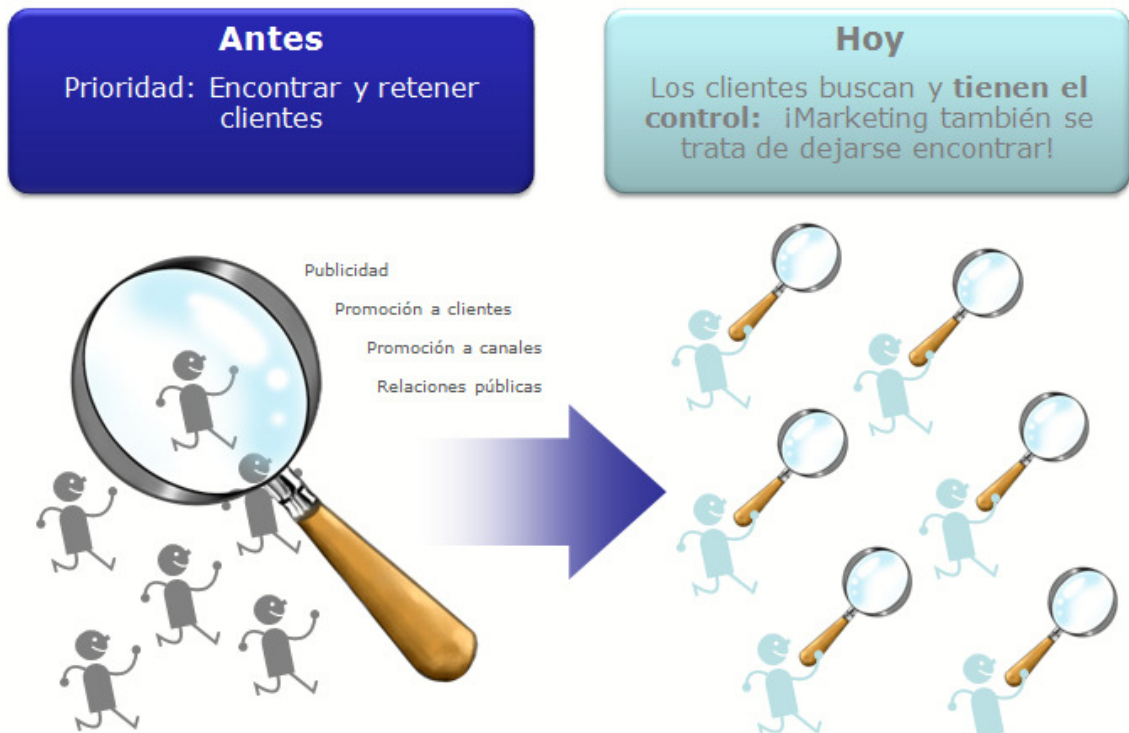 Antes
Prioridad: Encontrar y retener
clientes
Hoy
Los clientes buscan y tienen el
control: ¡Marketing también se
trata de dejarse encontrar!
Publicidad
Promoción a clientes
Promoción a canales
Relaciones públicas